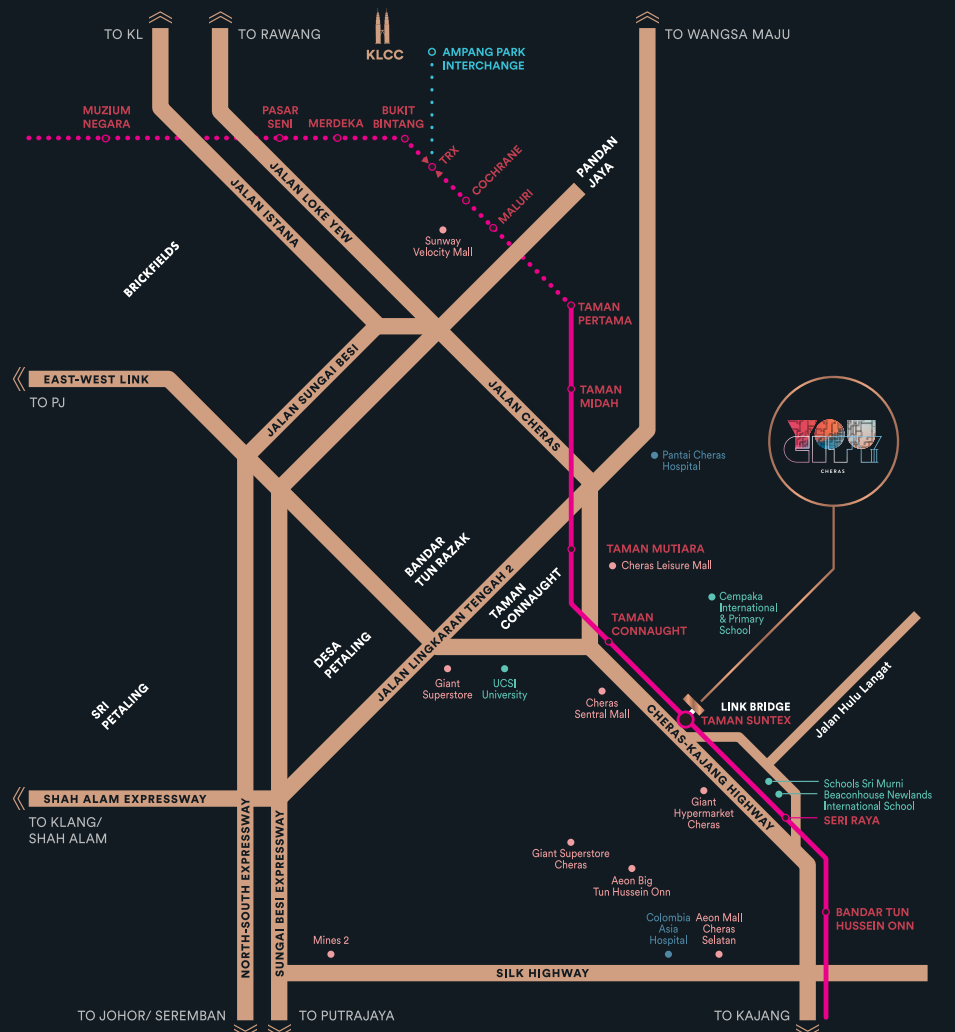 TO KL
TO RAWANG
KLCC
AMPANG PARK
INTERCHANGE
TO WANGSA MAJU
MUZIUM
NEGARA
PASAR
SENI
MERDEKA
BUKIT
BINTANG
TRX
COCHRANE
MALURI
PANDAN
JAYA
JALAN LOKE YEW
JALAN ISTANA
Sunway
Velocity Mall
BRICKFIELDS
TAMAN
PERTAMA
JALAN SUNGAI BESI
EAST-WEST LINK
TO PJ
JALAN CHERAS
TAMAN
MIDAH
YOU
CITY
III
CHERAS
Pantai Cheras
Hospital
BANDAR
TUN RAZAK
TAMAN MUTIARA
Cheras Leisure Mall
JALAN LINGKARAN TENGAH 2
TAMAN
CONNAUGHT
Cempaka
International
& Primary
School
TAMAN
CONNAUGHT
DESA
PETALING
Giant
Superstore
UCSI
University
Cheras
Sentral Mall
SRI
PETALING
LINK BRIDGE
TAMAN SUNTEX
Jalan Hulu Langat
CHERAS-KAJANG HIGHWAY
SHAH ALAM EXPRESSWAY
TO KLANG/
SHAH ALAM
Giant
Hypermarket
Cheras
Schools Sri Murni
Beaconhouse Newlands
International School
SERI RAYA
Giant Superstore
Cheras
Aeon Big
Tun Hussein Onn
NORTH-SOUTH EXPRESSWAY
SUNGAI BESI EXPRESSWAY
Mines 2
Colombia
Asia
Hospital
Aeon Mall
Cheras
Selatan
BANDAR TUN
HUSSEIN ONN
SILK HIGHWAY
TO JOHOR/ SEREMBAN
TO PUTRAJAYA
TO KAJANG